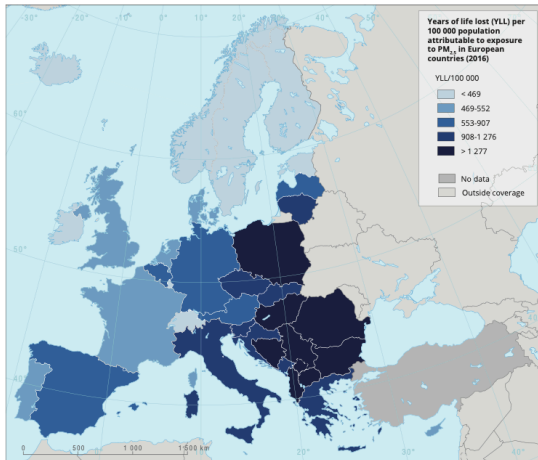 -30°
-20°
-10°
0°
10°
20°
30°
40°
50°
Years of life lost (YLL) per
100 000 population
attributable to exposure
to PM2.5 in European
countries (2016)
YLL/100 000
< 469
469-552
553-907
908-1 276
> 1 277
No data
Outside coverage
60°
50°
40°
0 500 1 000 1 500 km
20°
30°
40°